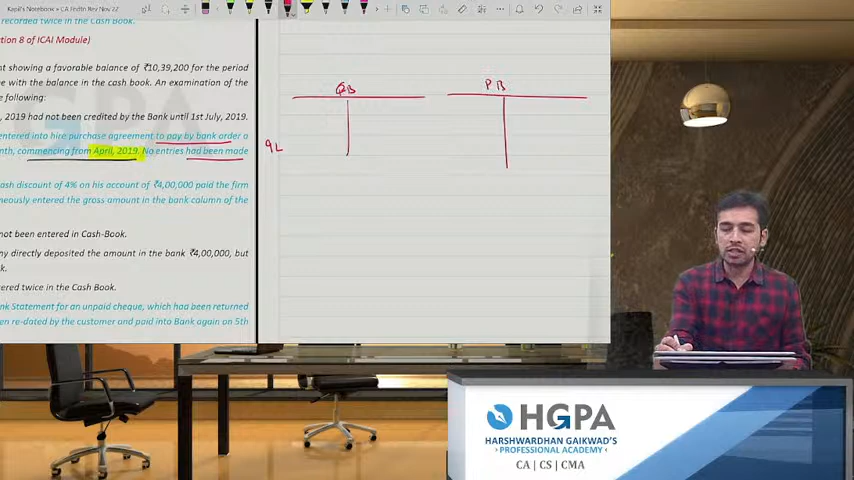 Kapil's Notebook » CA Fndtn Rev Nov 22
recorded twice in the Cash Book.
tion 8 of ICAI Module)
nt showing a favorable balance of ₹10,39,200 for the period
e with the balance in the cash book. An examination of the
e following:
, 2019 had not been credited by the Bank until 1st July, 2019.
entered into hire purchase agreement to pay by bank order o
nth, commencing from April, 2019. No entries had been made
ash discount of 4% on his account of ₹4,00,000 paid the firm
neously entered the gross amount in the bank column of the
not been entered in Cash-Book.
ny directly deposited the amount in the bank ₹4,00,000, but
k.
ered twice in the Cash Book.
nk Statement for an unpaid cheque, which had been returned
en re-dated by the customer and paid into Bank again on 5th
CB
PB
9L
HGPA
HGPA
HARSHWARDHAN GAIKWAD'S
• PROFESSIONAL ACADEMY •
CA | CS | CMA